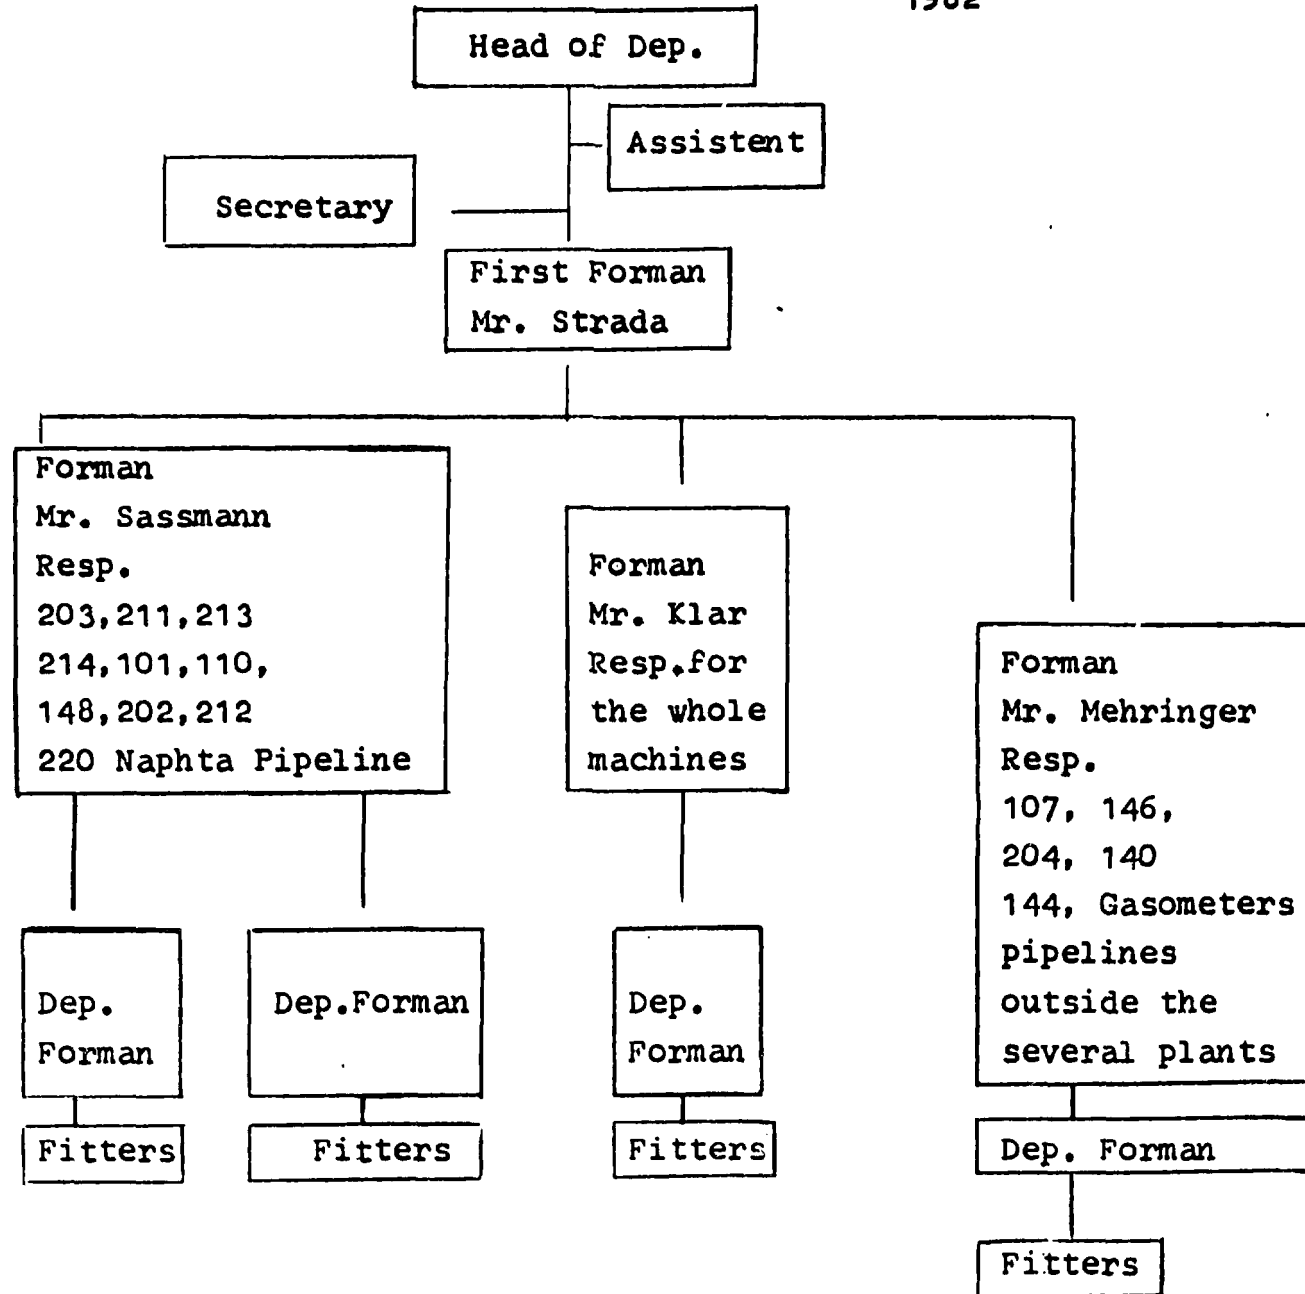 Head of Dep.
Assistent
Secretary
First Forman
Mr. Strada
Forman
Mr. Sassmann
Resp.
203,211,213
214,101,110,
148,202,212
220 Naphta Pipeline
Forman
Mr. Klar
Resp.for
the whole
machines
Forman
Mr. Mehringer
Resp.
107, 146,
204, 140
144, Gasometers
pipelines
outside the
several plants
Dep.
Forman
Dep.Forman
Dep.
Forman
Fitters
Fitters
Fitters
Dep. Forman
Fitters